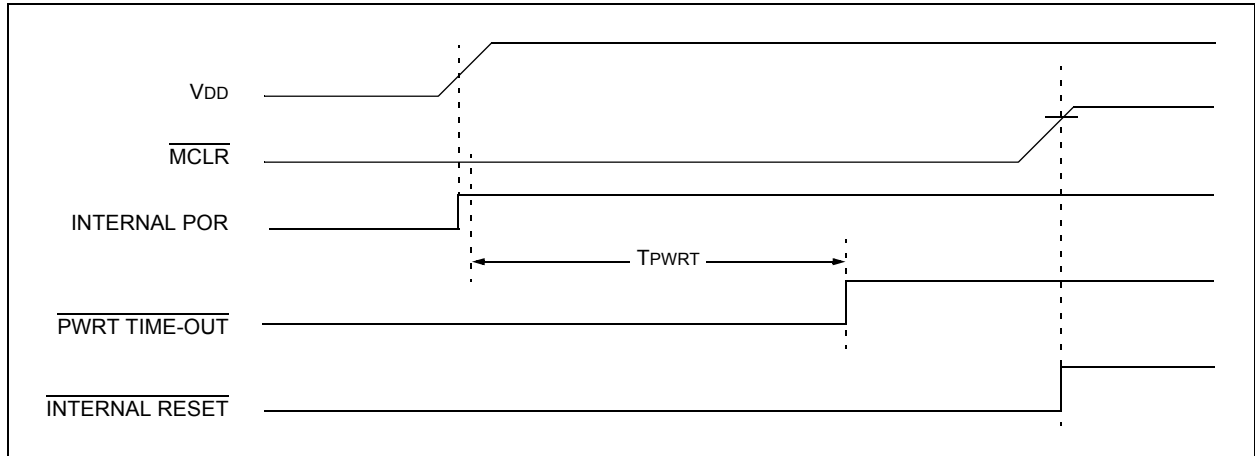 VDD
MCLR
INTERNAL POR
TPWRT
PWRT TIME-OUT
INTERNAL RESET